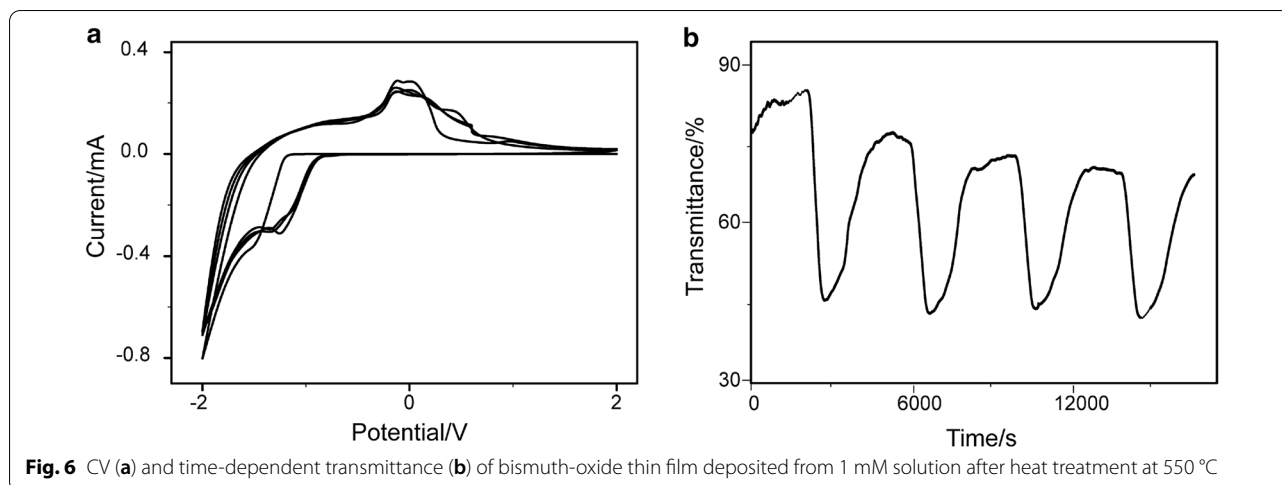 a
0.4
0.0
-0.4
-0.8
Current/mA
-2 0 2
Potential/V
b
90
60
30
Transmittance/%
0 6000 12000
Time/s
Fig. 6 CV (a) and time-dependent transmittance (b) of bismuth-oxide thin film deposited from 1 mM solution after heat treatment at 550 °C